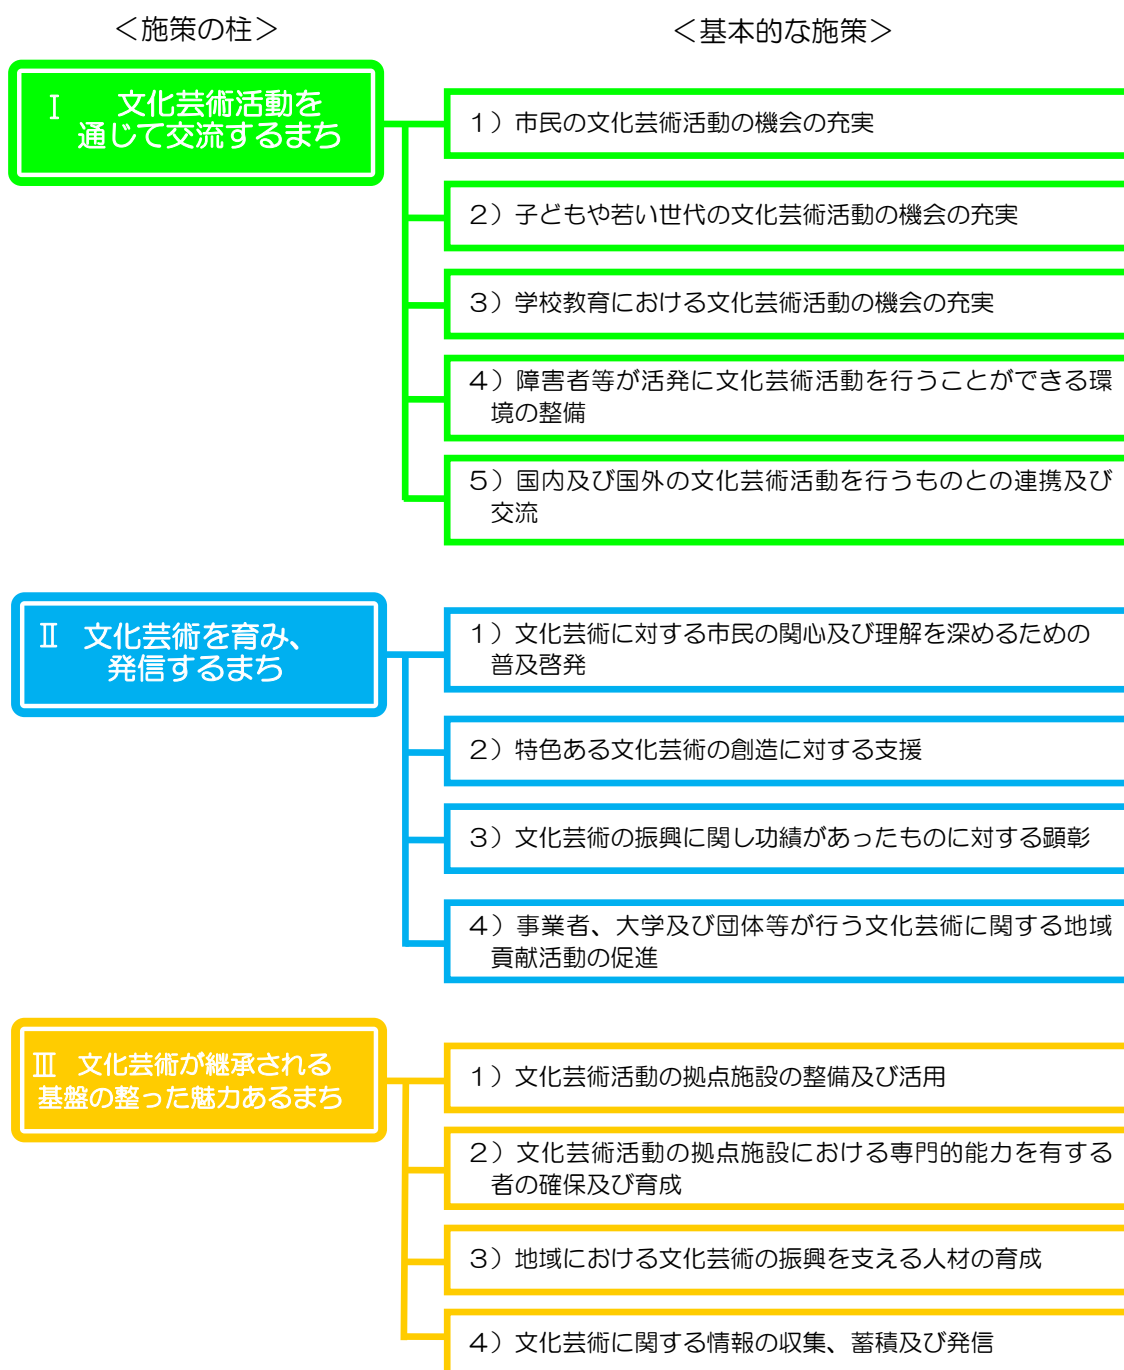 ＜施策の柱＞
＜基本的な施策＞
Ⅰ 文化芸術活動を
通じて交流するまち
１）市民の文化芸術活動の機会の充実
２）子どもや若い世代の文化芸術活動の機会の充実
３）学校教育における文化芸術活動の機会の充実
４）障害者等が活発に文化芸術活動を行うことができる環
境の整備
５）国内及び国外の文化芸術活動を行うものとの連携及び
交流
Ⅱ 文化芸術を育み、
発信するまち
１）文化芸術に対する市民の関心及び理解を深めるための
普及啓発
２）特色ある文化芸術の創造に対する支援
３）文化芸術の振興に関し功績があったものに対する顕彰
４）事業者、大学及び団体等が行う文化芸術に関する地域
貢献活動の促進
Ⅲ 文化芸術が継承される
基盤の整った魅力あるまち
１）文化芸術活動の拠点施設の整備及び活用
２）文化芸術活動の拠点施設における専門的能力を有する
者の確保及び育成
３）地域における文化芸術の振興を支える人材の育成
４）文化芸術に関する情報の収集、蓄積及び発信